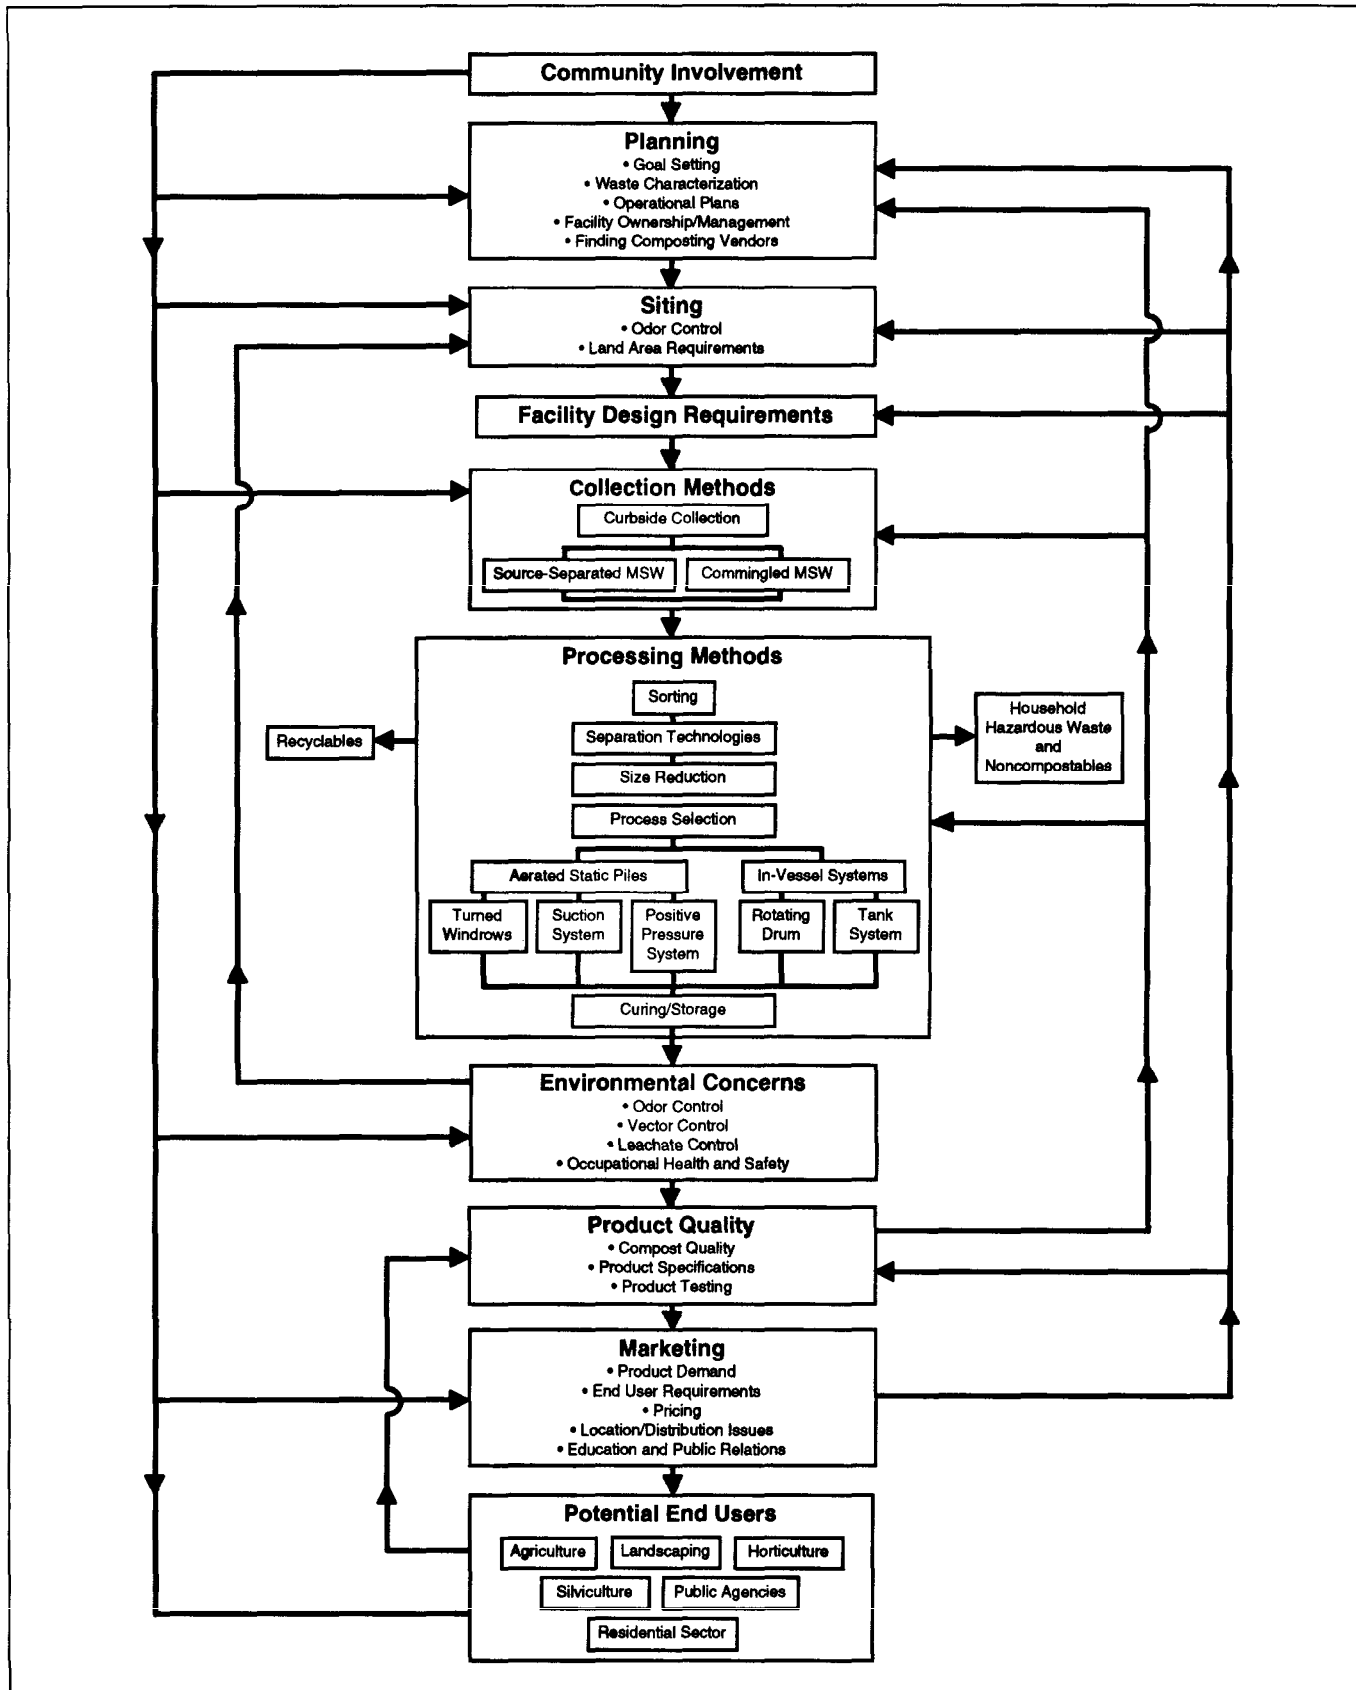 Community Involvement
Planning
• Goal Setting
• Waste Characterization
• Operational Plans
• Facility Ownership/Management
• Finding Composting Vendors
Siting
• Odor Control
• Land Area Requirements
Facility Design Requirements
Collection Methods
Curbside Collection
Source-Separated MSW
Commingled MSW
Processing Methods
Sorting
Separation Technologies
Recyclables
Household
Hazardous Waste
and
Noncompostables
Size Reduction
Process Selection
Aerated Static Piles
In-Vessel Systems
Turned
Windrows
Suction
System
Positive
Pressure
System
Rotating
Drum
Tank
System
Curing/Storage
Environmental Concerns
• Odor Control
• Vector Control
• Leachate Control
• Occupational Health and Safety
Product Quality
• Compost Quality
• Product Specifications
• Product Testing
Marketing
• Product Demand
• End User Requirements
• Pricing
• Location/Distribution Issues
• Education and Public Relations
Potential End Users
Agriculture
Landscaping
Horticulture
Silviculture
Public Agencies
Residential Sector